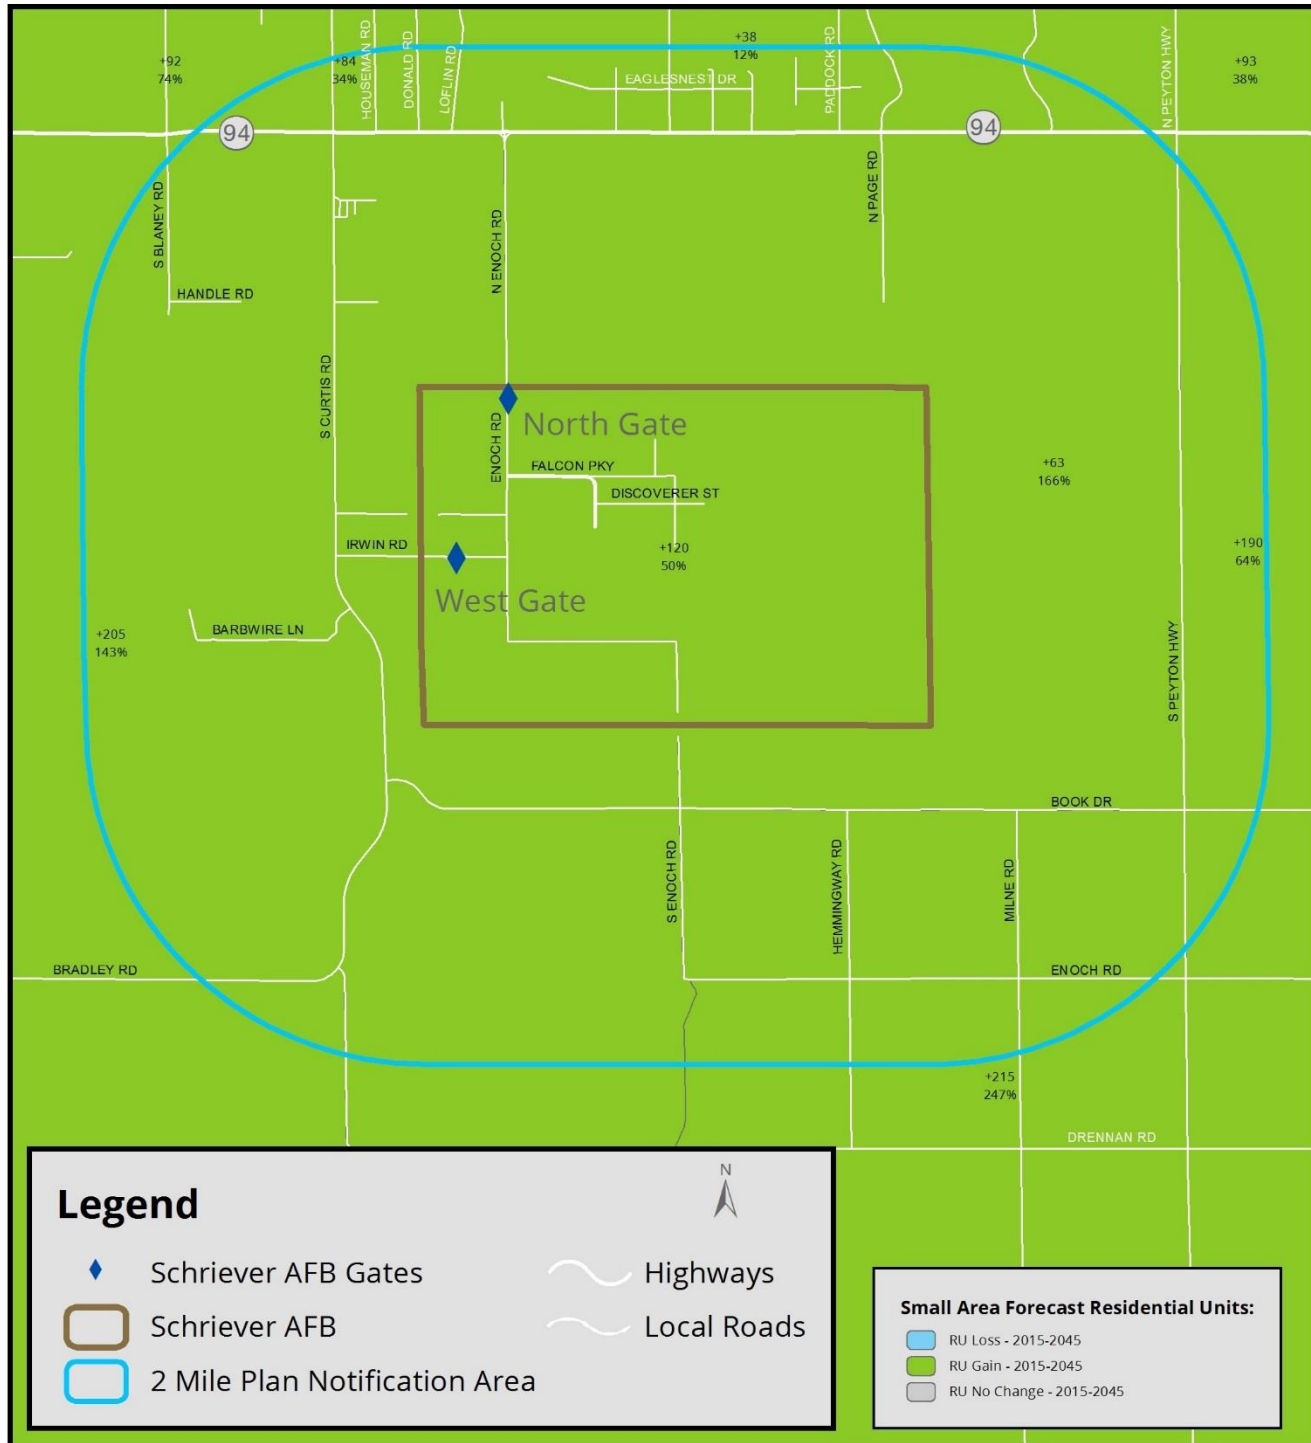 +92
74%
+84
34%
HOUSEMAN RD
DONALD RD
LOFLIN RD
+38
12%
EAGLESNEST DR
PADDOCK RD
N PEYTON HWY
+93
38%
94
94
S BLANEY RD
N ENOCH RD
N PAGE RD
HANDLE RD
S CURTIS RD
ENOCH RD
North Gate
FALCON PKY
DISCOVERER ST
+63
166%
IRWIN RD
+120
50%
+190
64%
West Gate
BARBWIRE LN
+205
143%
S PEYTON HWY
BOOK DR
S ENOCH RD
HEMMINGWAY RD
MILNE RD
BRADLEY RD
ENOCH RD
+215
247%
DRENNAN RD
N
Legend
Schriever AFB Gates
Schriever AFB
2 Mile Plan Notification Area
Highways
Local Roads
Small Area Forecast Residential Units:
RU Loss - 2015-2045
RU Gain - 2015-2045
RU No Change - 2015-2045